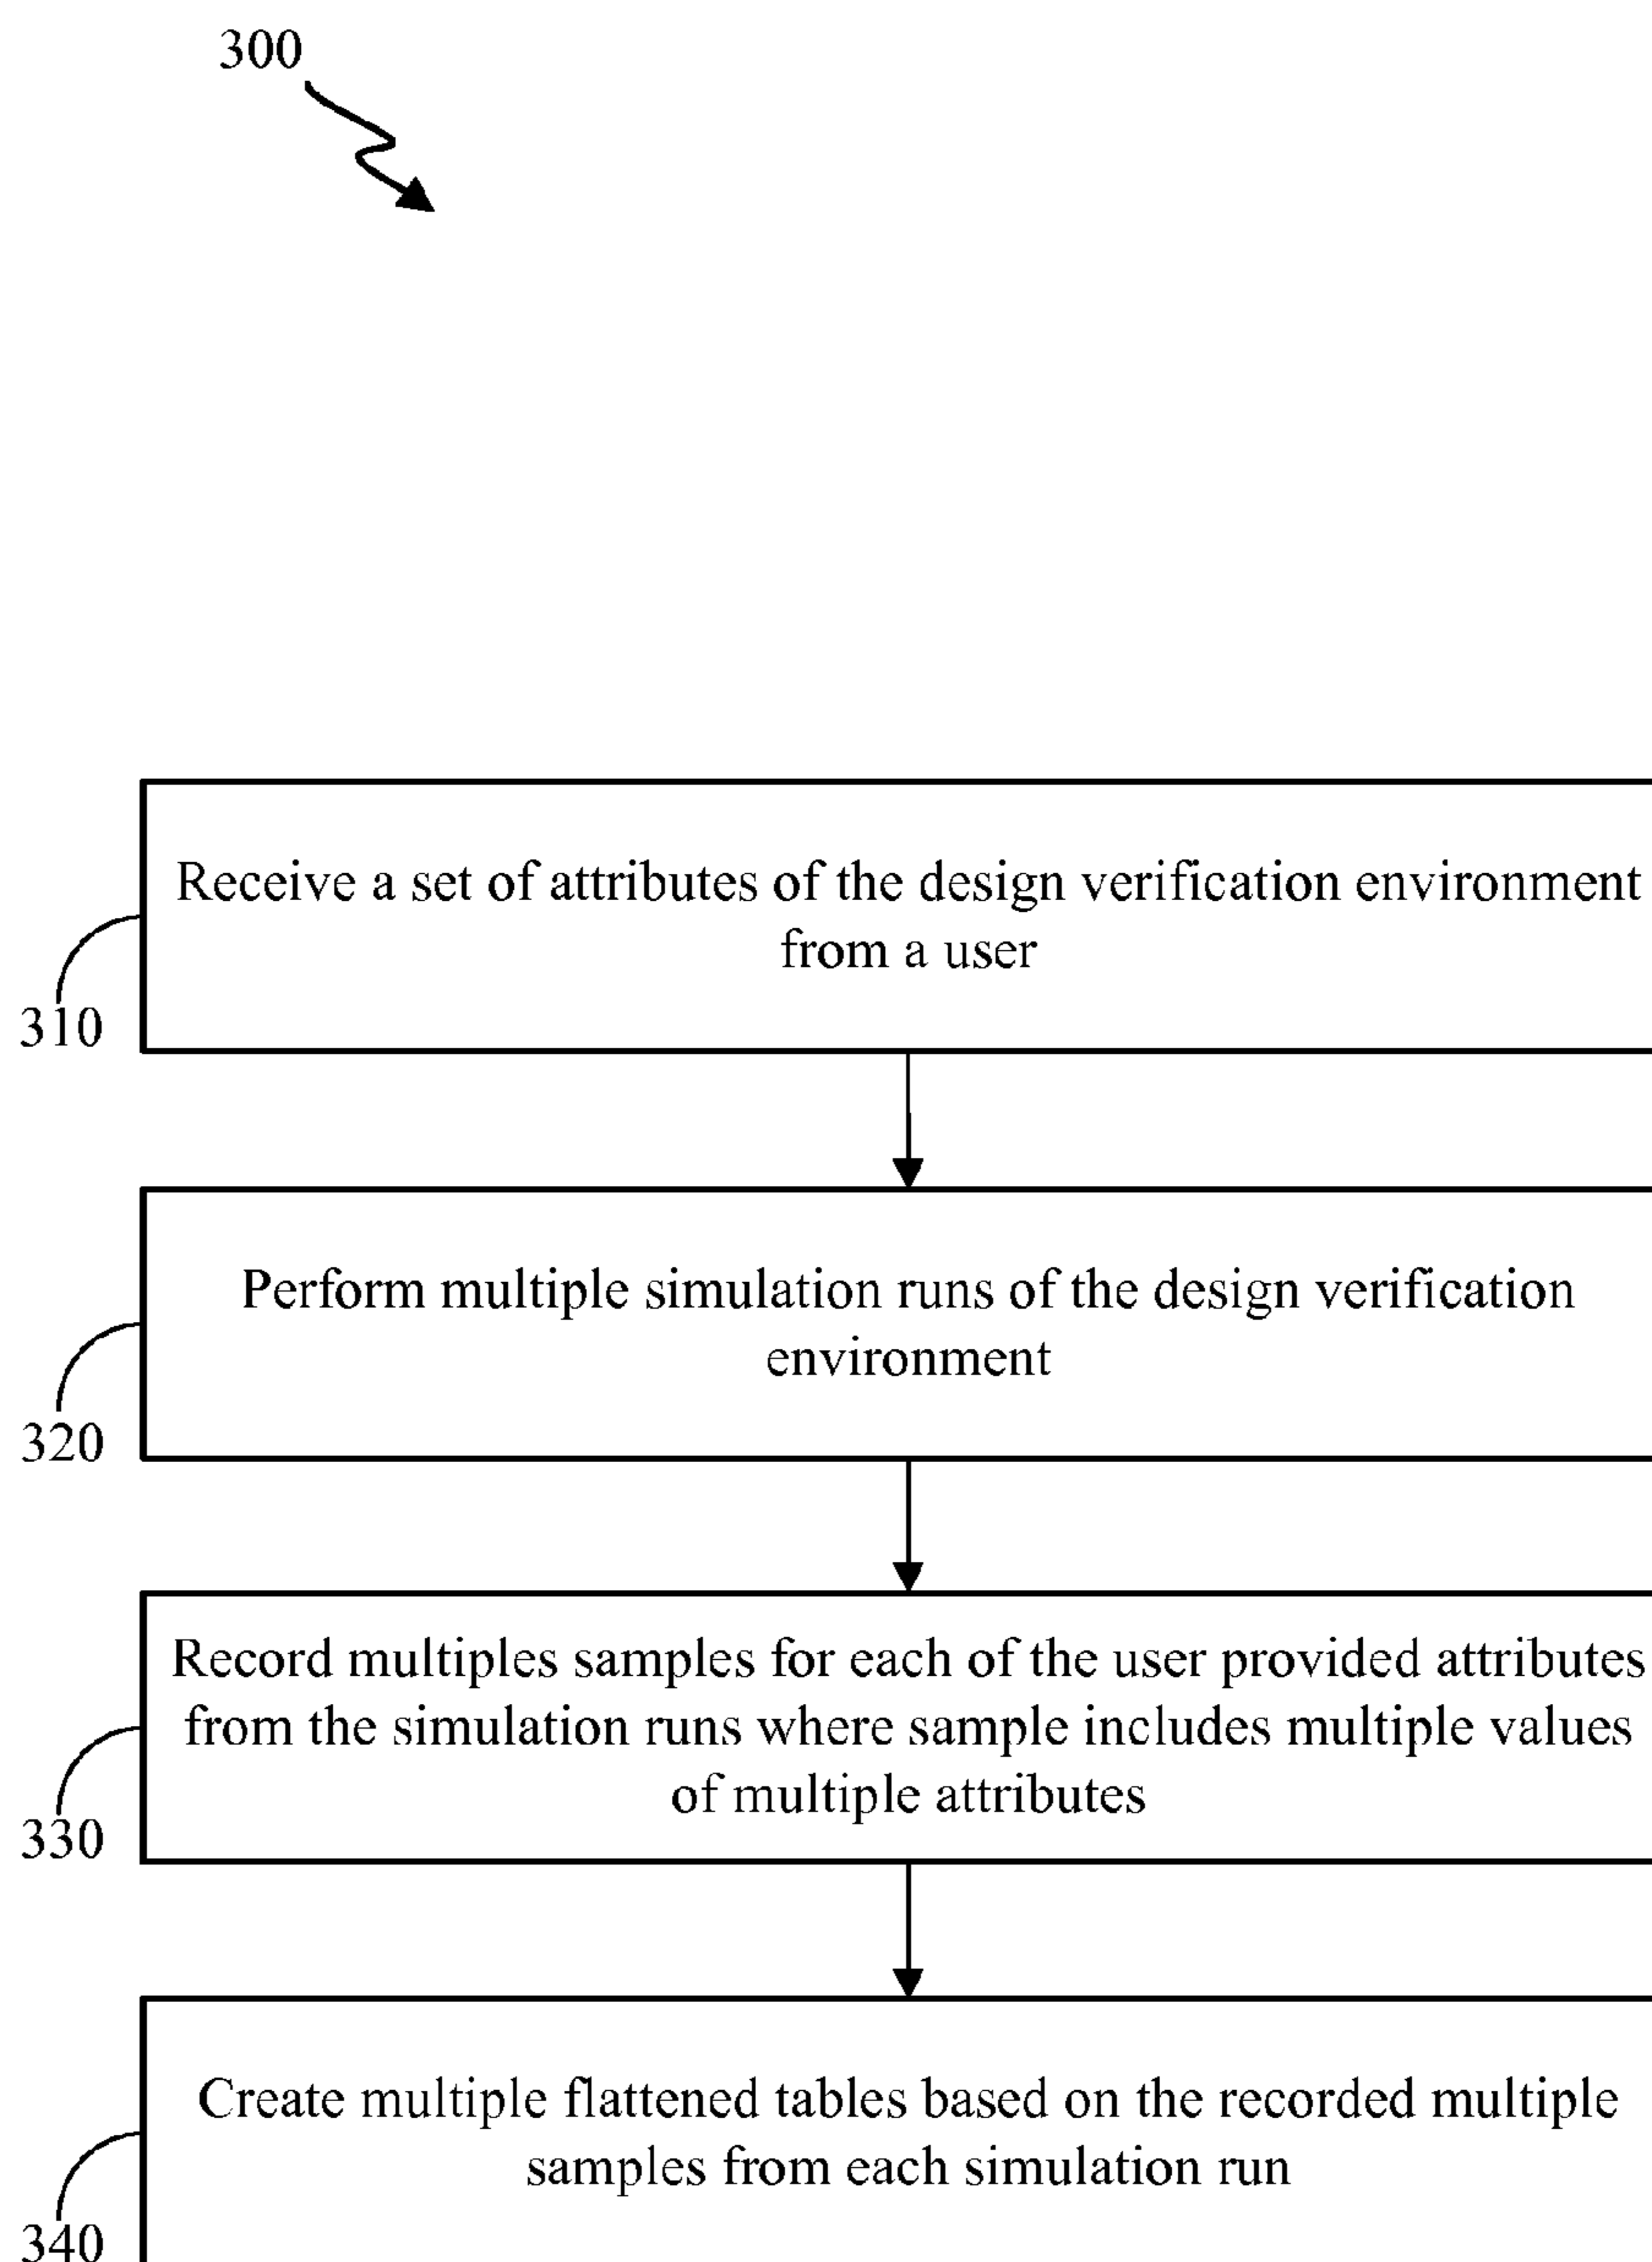 300
Receive a set of attributes of the design verification environment
from a user
310
Perform multiple simulation runs of the design verification
environment
320
Record multiples samples for each of the user provided attributes
from the simulation runs where sample includes multiple values
of multiple attributes
330
Create multiple flattened tables based on the recorded multiple
samples from each simulation run
340